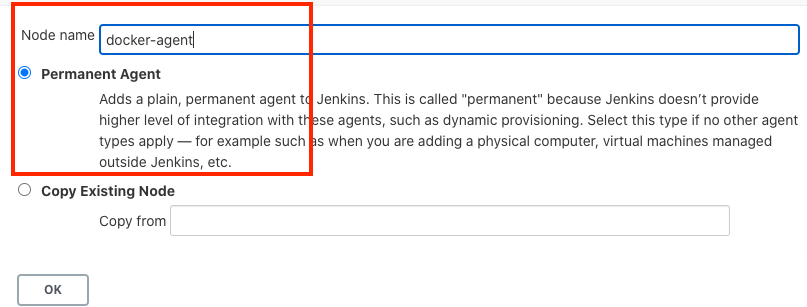 Node name docker-agent
Permanent Agent
Adds a plain, permanent agent to Jenkins. This is called "permanent" because Jenkins doesn’t provide
higher level of integration with these agents, such as dynamic provisioning. Select this type if no other agent
types apply — for example such as when you are adding a physical computer, virtual machines managed
outside Jenkins, etc.
Copy Existing Node
Copy from
OK